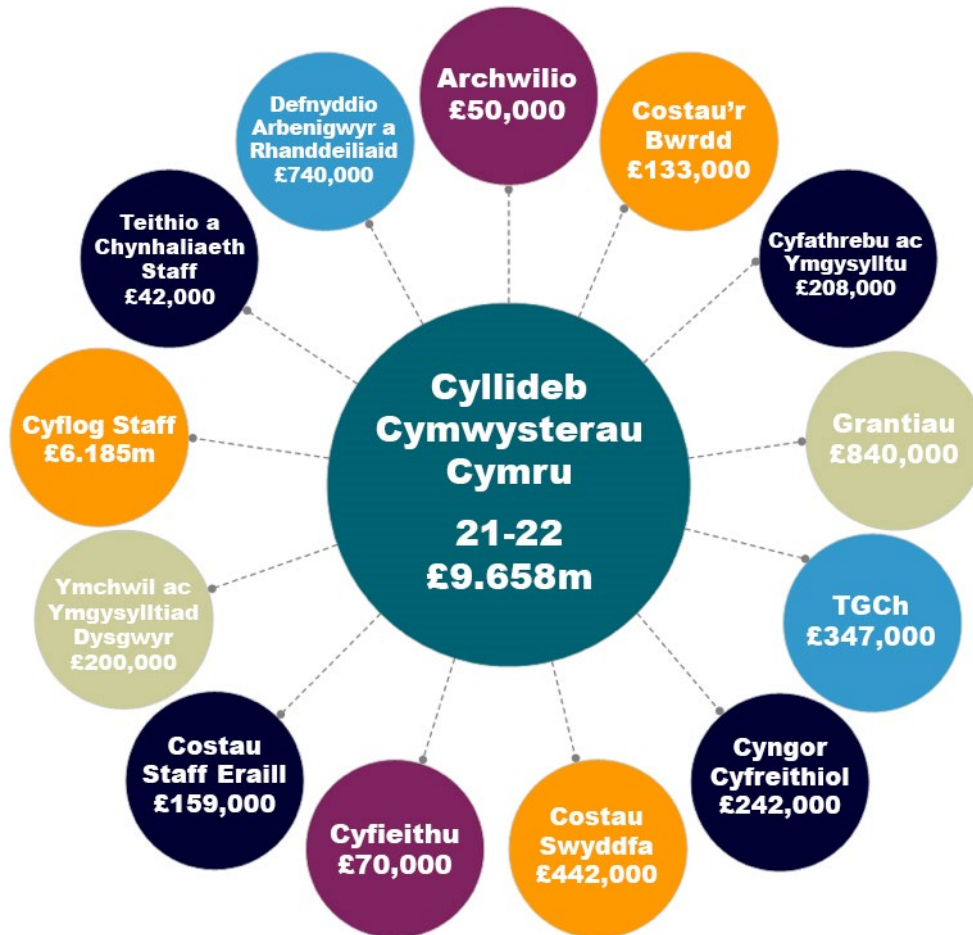 Cyllideb
Cymwysterau
Cymru
21-22
£9.658m
Archwilio
£50,000
Costau'r
Bwrdd
£133,000
Cyfathrebu ac
Ymgysylltu
£208,000
Grantiau
£840,000
TGCh
£347,000
Cyngor
Cyfreithiol
£242,000
Costau
Swyddfa
£442,000
Cyfieithu
£70,000
Costau
Staff Eraill
£159,000
Ymchwil ac
Ymgysylltiad
Dysgwyr
£200,000
Cyflog Staff
£6.185m
Teithio a
Chynhaliaeth
Staff
£42,000
Defnyddio
Arbenigwyr a
Rhanddeiliaid
£740,000